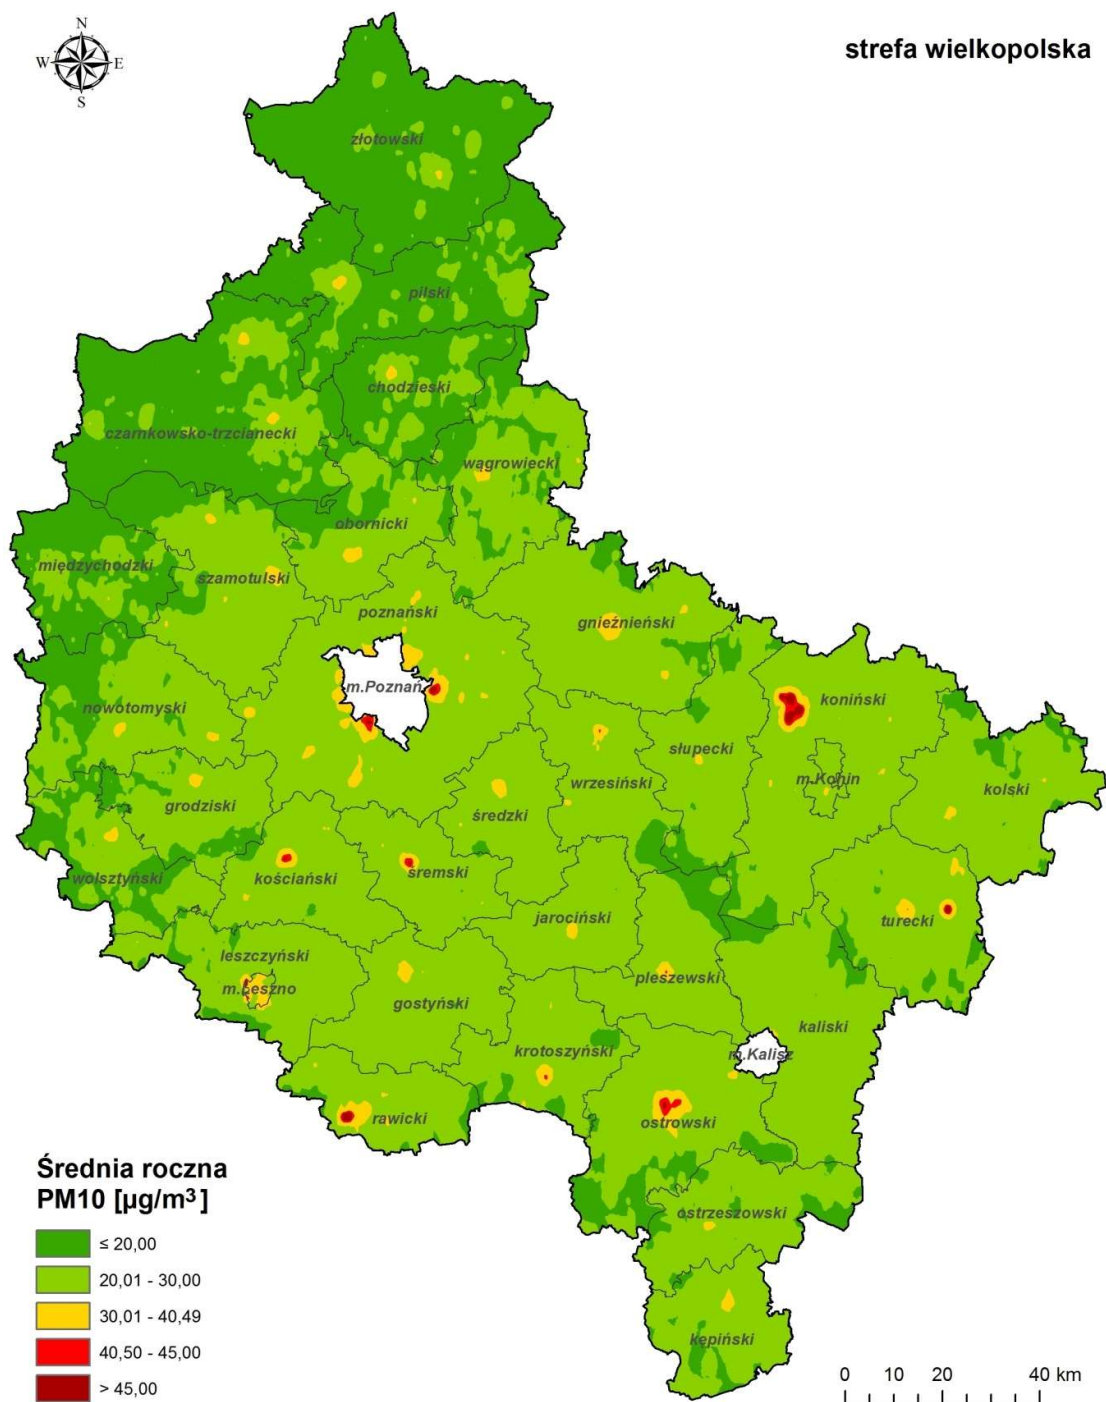 N
strefa wielkopolska
W E
S
złotowski
pilski
chodzieski
czarnkowsko-trzcianecki
wągrowiecki
obornicki
międzychodzki
szamotulski
poznański
gnieźnieński
m.Poznań
nowotomyski
koniński
słupecki
m.Konin
wrzesiński
kolski
grodziski
średzki
wolsztyński
kościański
śremski
jarociński
turecki
leszczyński
pleszewski
m.Leszno
gostyński
kaliski
krotoszyński
m.Kalisz
rawicki
ostrowski
Średnia roczna
PM10 [µg/m³]
ostrzeszowski
≤ 20,00
20,01 - 30,00
30,01 - 40,49
kępiński
40,50 - 45,00
> 45,00
0 10 20 40 km